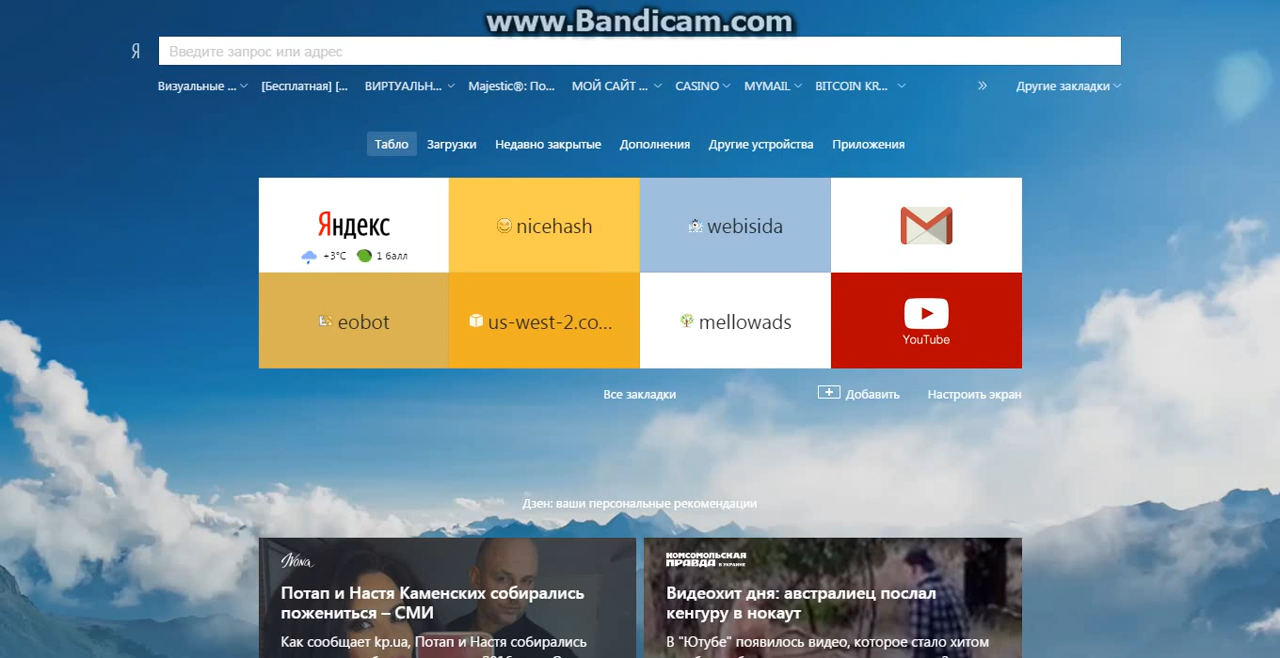 www.Bandicam.com
Я
Введите запрос или адрес
Визуальные ...
[Бесплатная] [...
ВИРТУАЛЬН...
Majestic®: По...
МОЙ САЙТ ...
CASINO
MYMAIL
BITCOIN KR...
»
Другие закладки
Табло
Загрузки
Недавно закрытые
Дополнения
Другие устройства
Приложения
Яндекс
+3°C
1 балл
nicehash
webisida
eobot
us-west-2.co...
mellowads
YouTube
Все закладки
Добавить
Настроить экран
Дзен: ваши персональные рекомендации
Nona
Потап и Настя Каменских собирались
пожениться – СМИ
Как сообщает kp.ua, Потап и Настя собирались
КОМСОМОЛЬСКАЯ
ПРАВДА В УКРАИНЕ
Видеохит дня: австралиец послал
кенгуру в нокаут
В "Ютубе" появилось видео, которое стало хитом